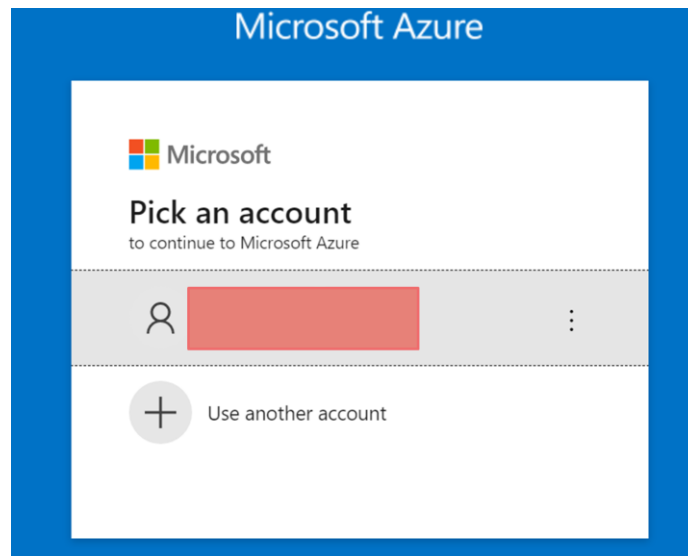 Microsoft Azure
Microsoft
Pick an account
to continue to Microsoft Azure
Use another account